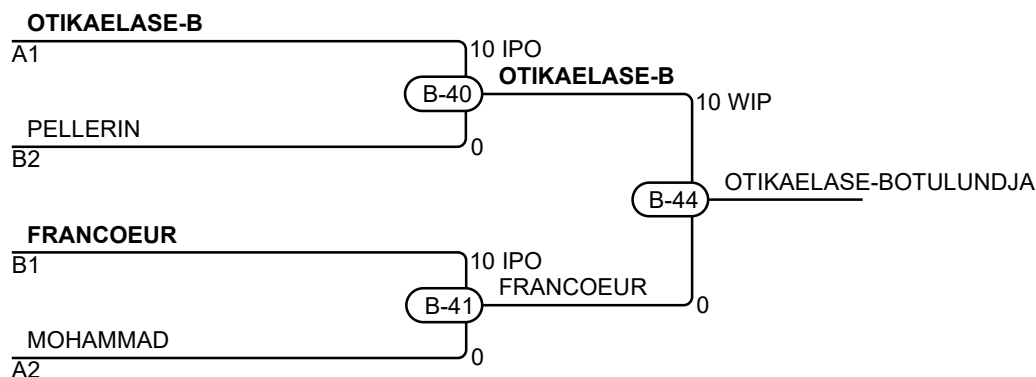 OTIKAELASE-B
A1
10 IPO
B-40
OTIKAELASE-B
10 WIP
PELLERIN
0
B2
B-44
OTIKAELASE-BOTULUNDJA
FRANCOEUR
B1
10 IPO
B-41
FRANCOEUR
0
MOHAMMAD
0
A2